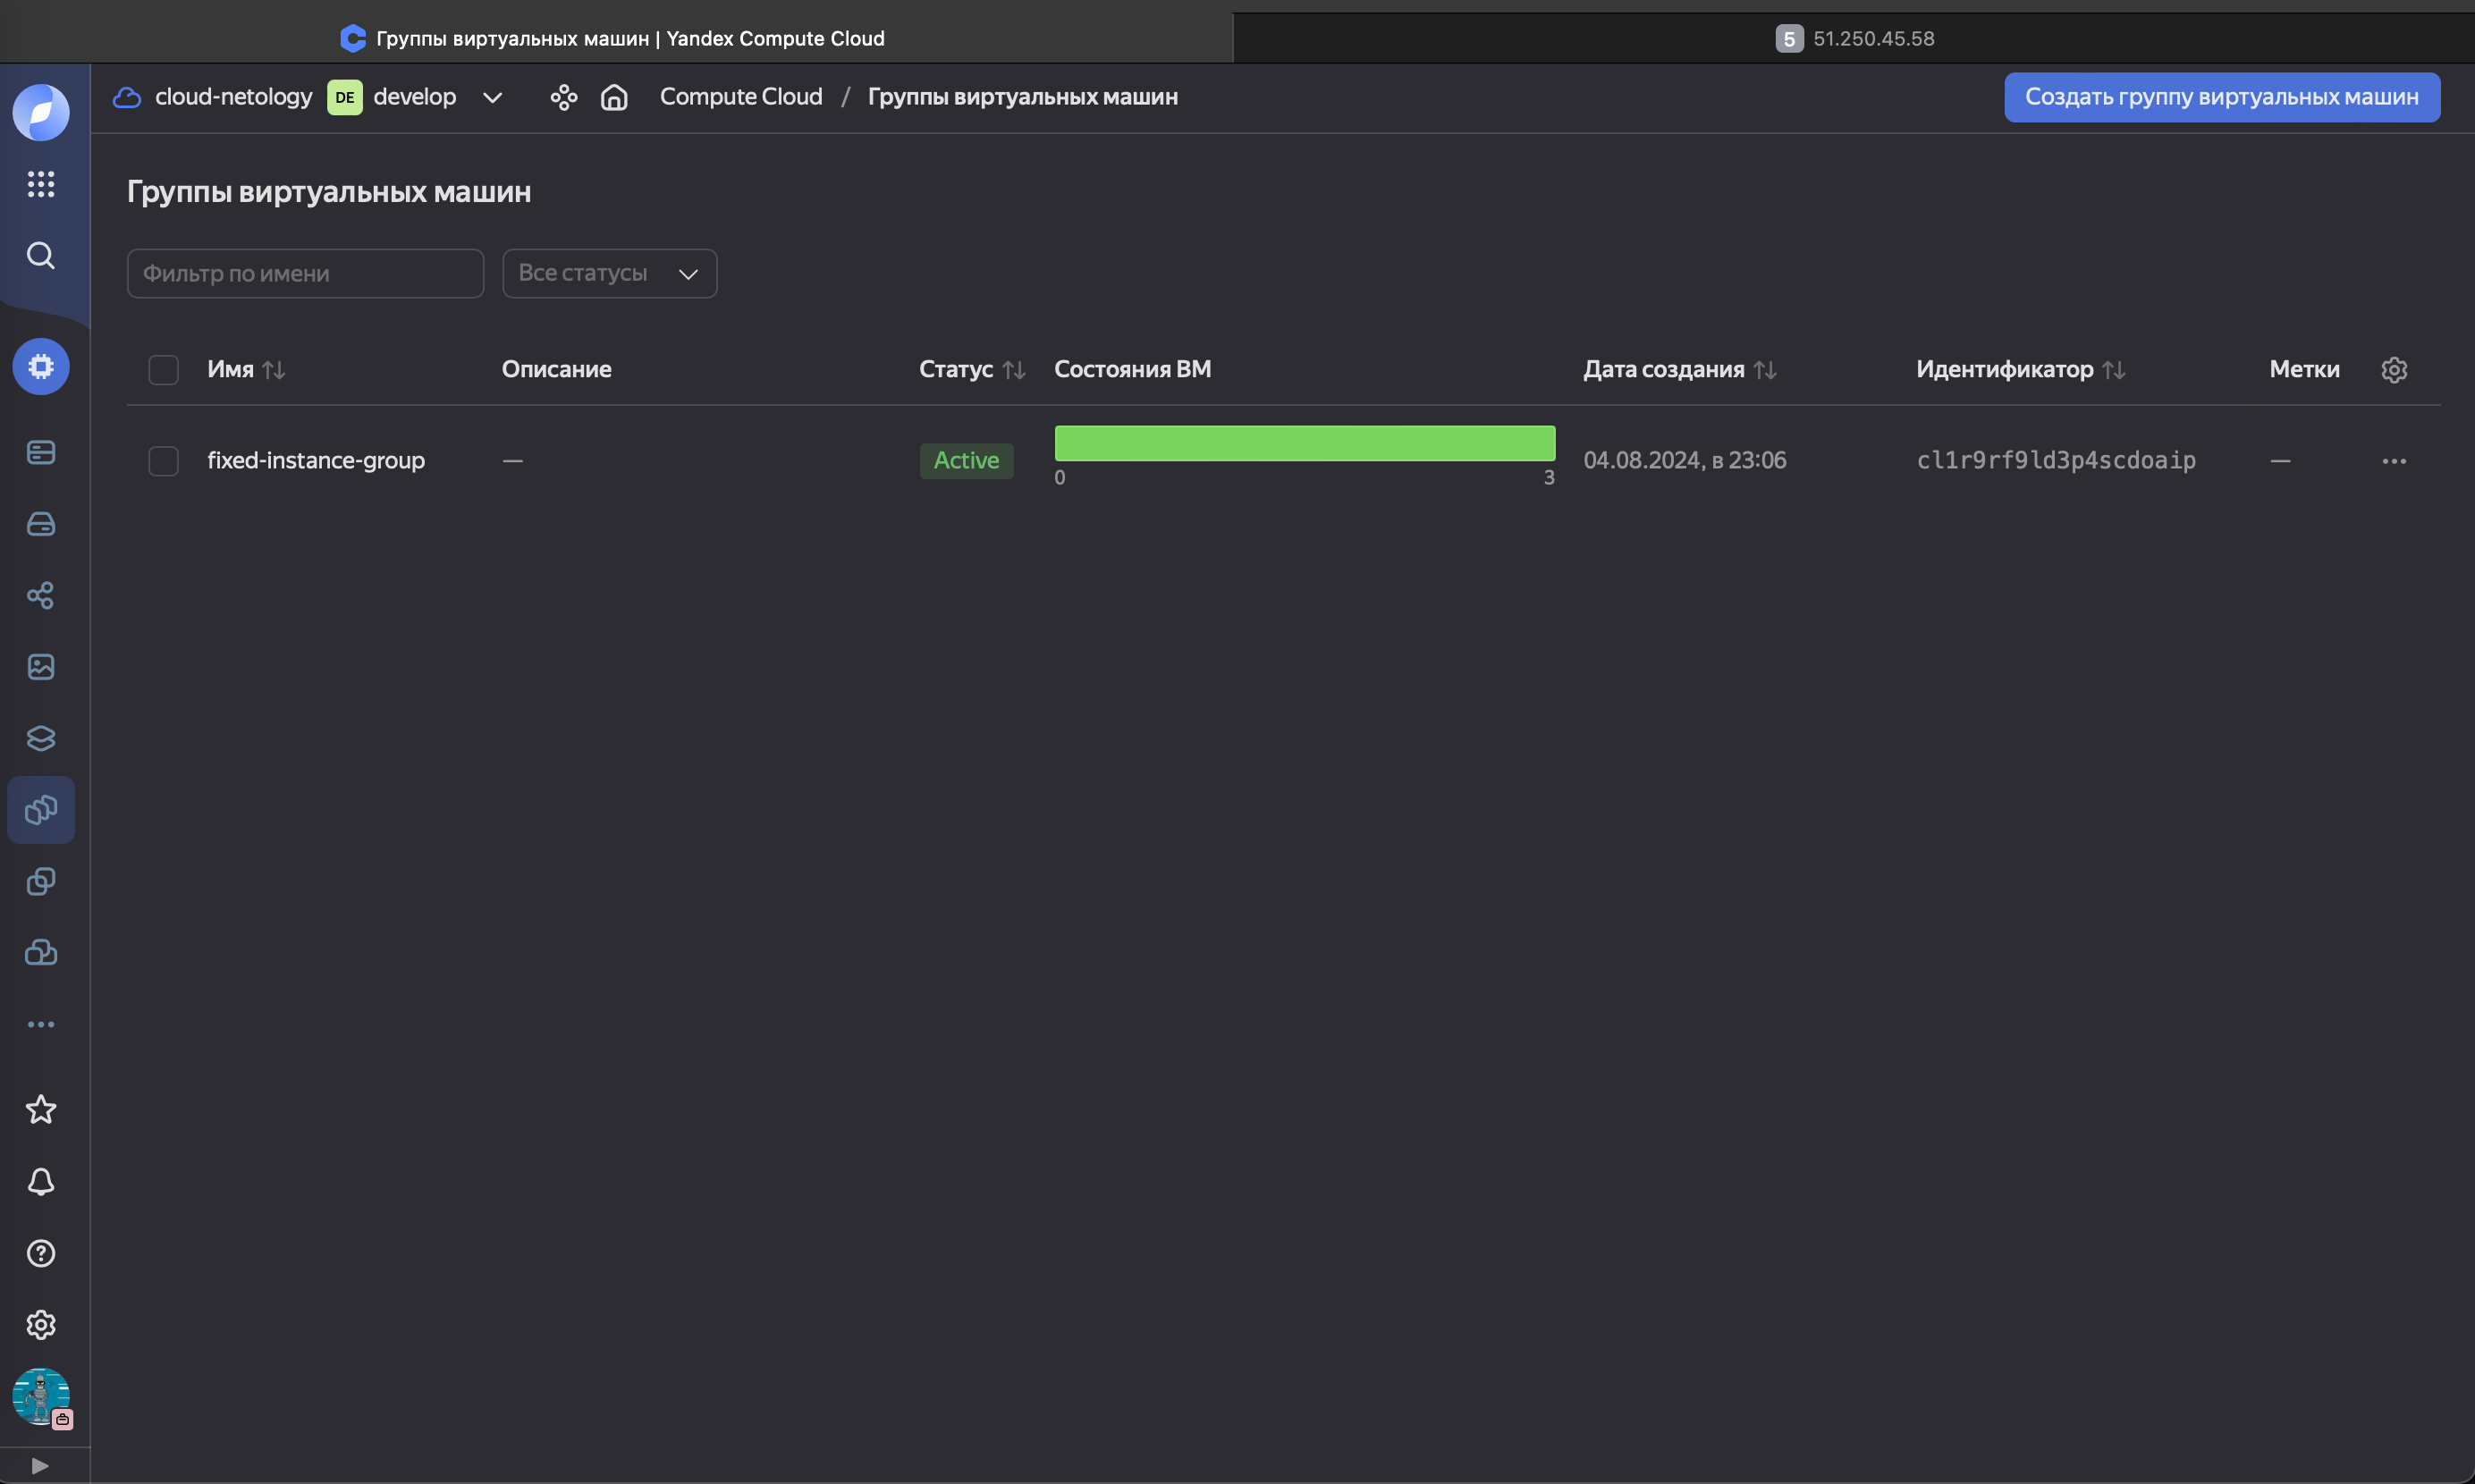 Группы виртуальных машин | Yandex Compute Cloud
5 51.250.45.58
cloud-netology DE develop Compute Cloud / Группы виртуальных машин Создать группу виртуальных машин
Группы виртуальных машин
Фильтр по имени Все статусы
Имя Описание Статус Состояния ВМ Дата создания Идентификатор Метки
fixed-instance-group — Active 04.08.2024, в 23:06 cl1r9rf9ld3p4scdoaip —
0 3